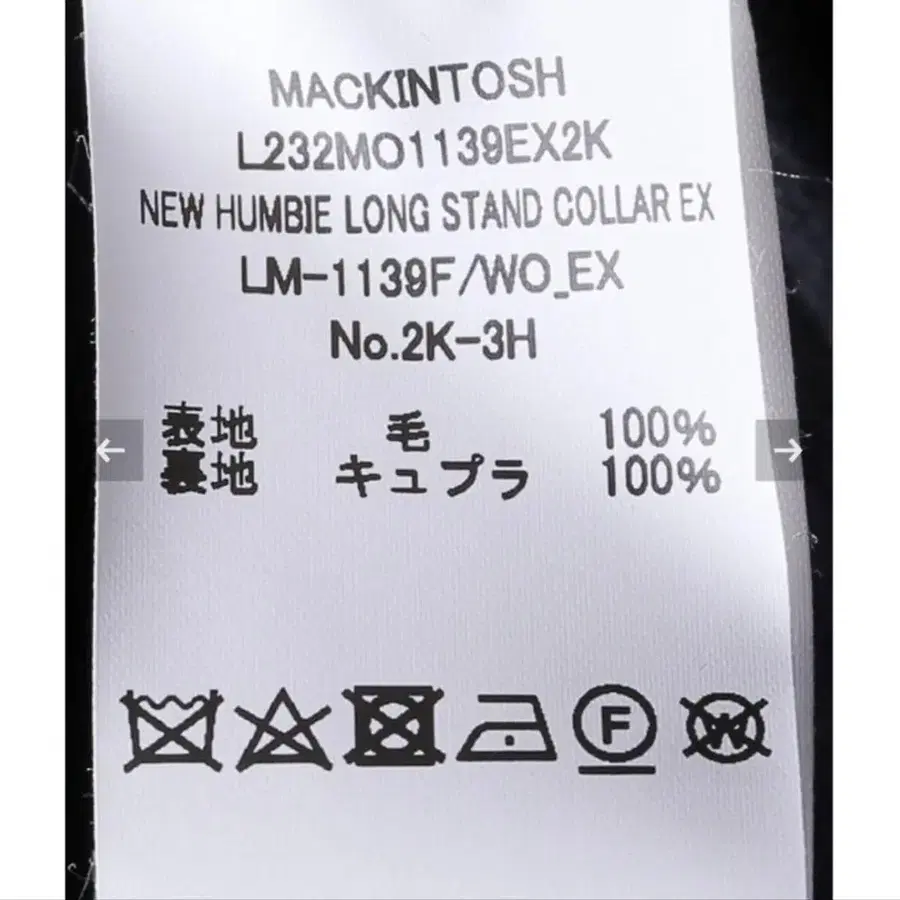 MACKINTOSH
L232MO1139EX2K
NEW HUMBIE LONG STAND COLLAR EX
LM-1139F/WO_EX
No.2K-3H
表地 毛 100%
裏地 キュプラ 100%
F
W